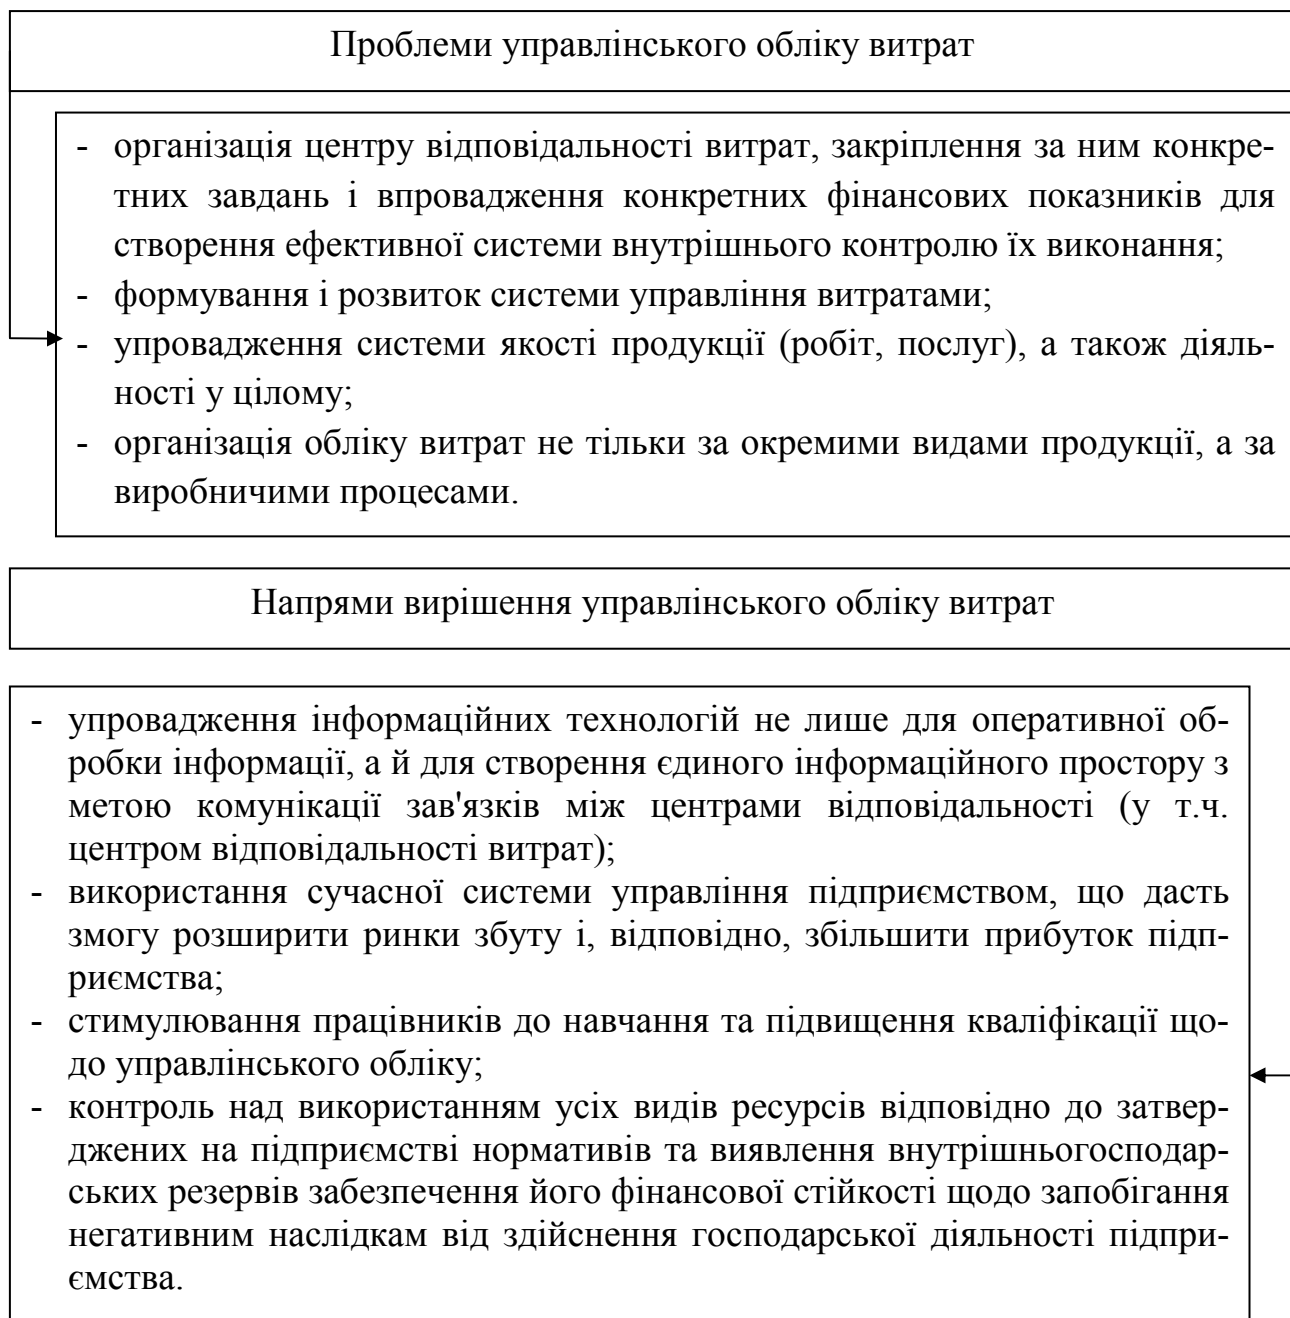 Проблеми управлінського обліку витрат
- організація центру відповідальності витрат, закріплення за ним конкре-
тних завдань і впровадження конкретних фінансових показників для
створення ефективної системи внутрішнього контролю їх виконання;
- формування і розвиток системи управління витратами;
- упровадження системи якості продукції (робіт, послуг), а також діяль-
ності у цілому;
- організація обліку витрат не тільки за окремими видами продукції, а за
виробничими процесами.
Напрями вирішення управлінського обліку витрат
- упровадження інформаційних технологій не лише для оперативної об-
робки інформації, а й для створення єдиного інформаційного простору з
метою комунікації зав'язків між центрами відповідальності (у т.ч.
центром відповідальності витрат);
- використання сучасної системи управління підприємством, що дасть
змогу розширити ринки збуту і, відповідно, збільшити прибуток підп-
риємства;
- стимулювання працівників до навчання та підвищення кваліфікації що-
до управлінського обліку;
- контроль над використанням усіх видів ресурсів відповідно до затвер-
джених на підприємстві нормативів та виявлення внутрішньогосподар-
ських резервів забезпечення його фінансової стійкості щодо запобігання
негативним наслідкам від здійснення господарської діяльності підпри-
ємства.